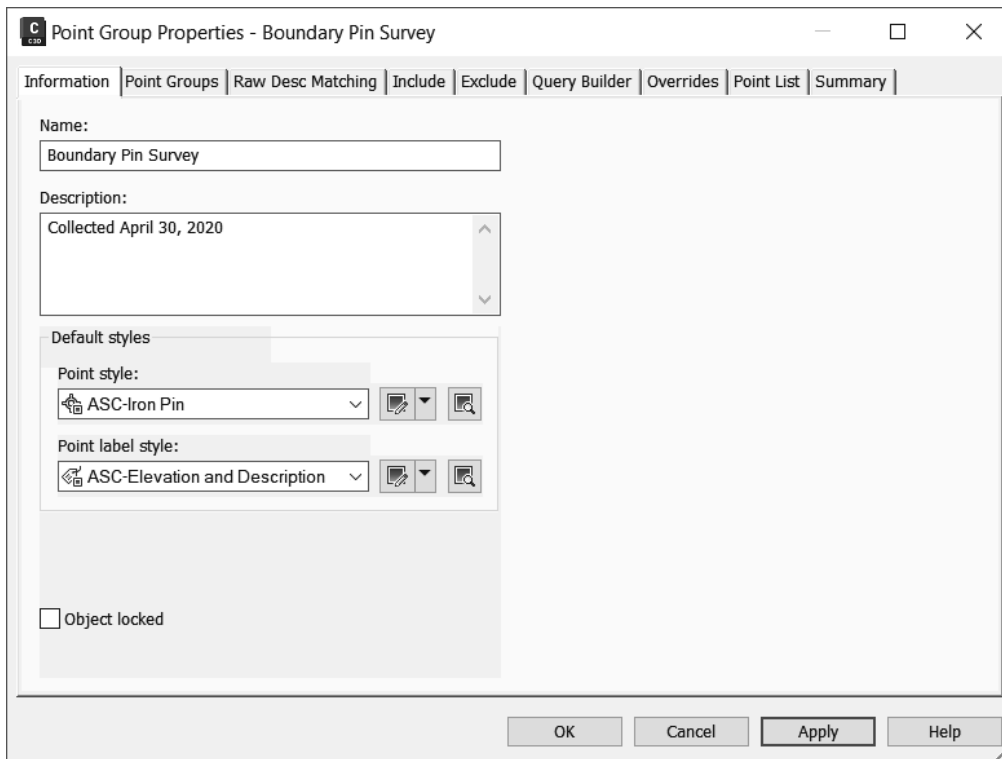 C
C3D
Point Group Properties - Boundary Pin Survey
Information Point Groups Raw Desc Matching Include Exclude Query Builder Overrides Point List Summary
Name:
Boundary Pin Survey
Description:
Collected April 30, 2020
Default styles
Point style:
ASC-Iron Pin
Point label style:
ASC-Elevation and Description
Object locked
OK Cancel Apply Help